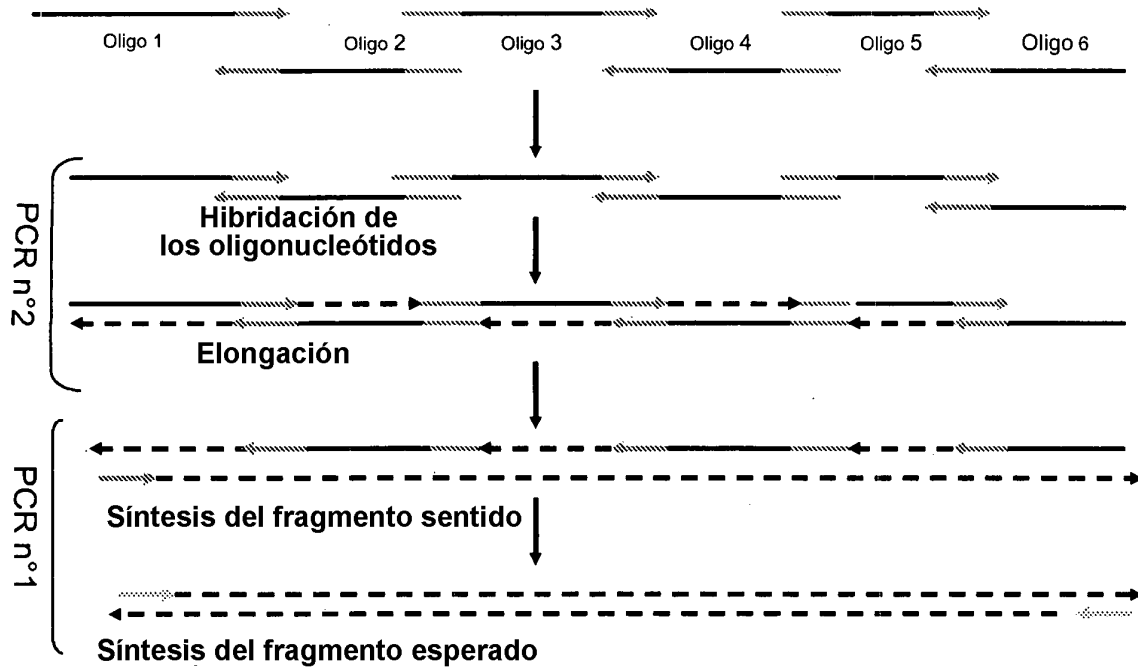 Oligo 1
Oligo 2
Oligo 3
Oligo 4
Oligo 5
Oligo 6
PCR n°2
Hibridación de
los oligonucleótidos
Elongación
PCR n°1
Síntesis del fragmento sentido
Síntesis del fragmento esperado